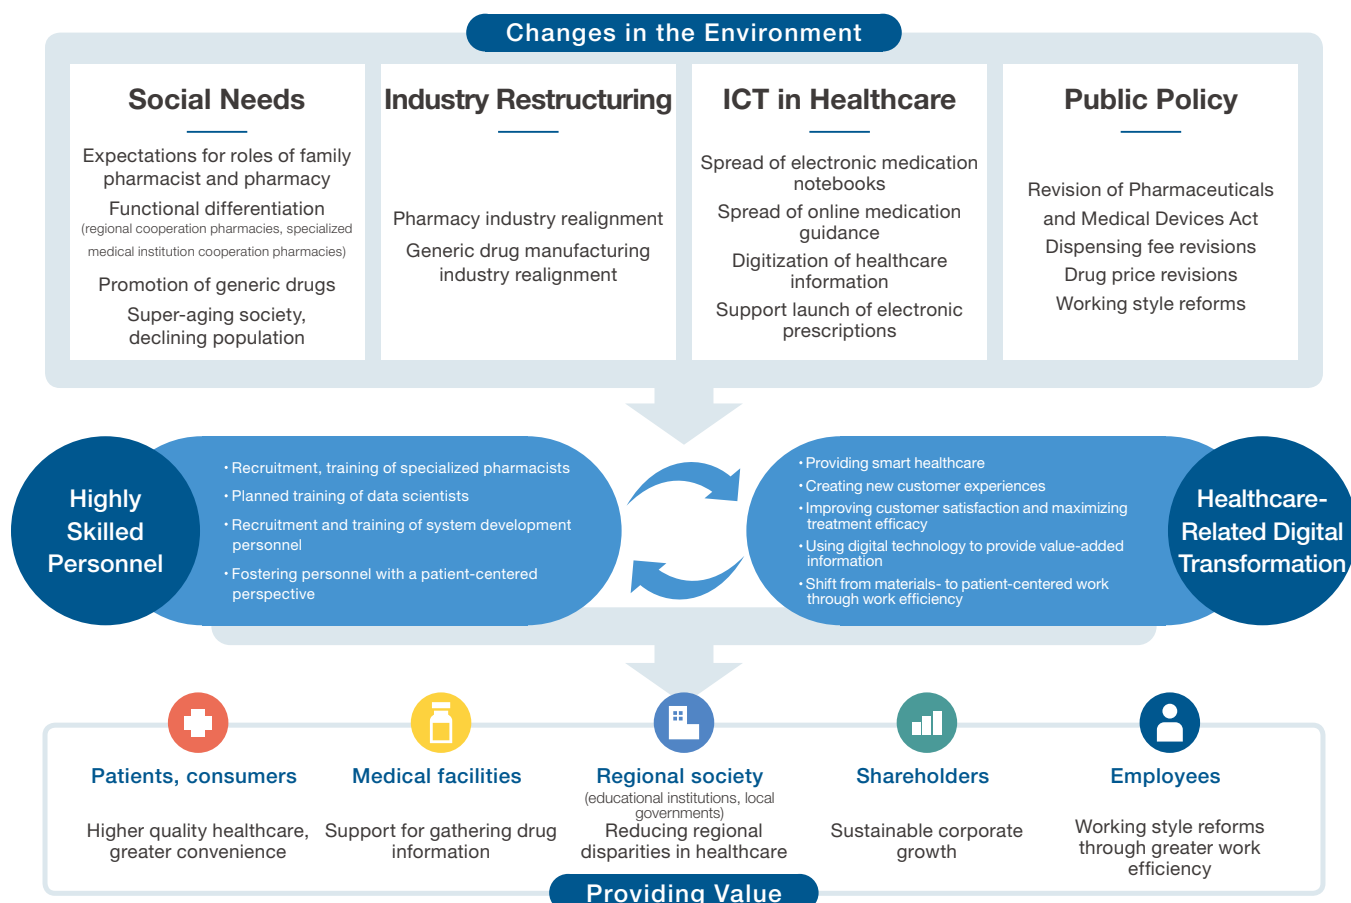 Changes in the Environment
Social Needs
Expectations for roles of family
pharmacist and pharmacy
Functional differentiation
(regional cooperation pharmacies, specialized
medical institution cooperation pharmacies)
Promotion of generic drugs
Super-aging society,
declining population
Industry Restructuring
Pharmacy industry realignment
Generic drug manufacturing
industry realignment
ICT in Healthcare
Spread of electronic medication
notebooks
Spread of online medication
guidance
Digitization of healthcare
information
Support launch of electronic
prescriptions
Public Policy
Revision of Pharmaceuticals
and Medical Devices Act
Dispensing fee revisions
Drug price revisions
Working style reforms
Highly
Skilled
Personnel
・Recruitment, training of specialized pharmacists
・Planned training of data scientists
・Recruitment and training of system development
personnel
・Fostering personnel with a patient-centered
perspective
・Providing smart healthcare
・Creating new customer experiences
・Improving customer satisfaction and maximizing
treatment efficacy
・Using digital technology to provide value-added
information
・Shift from materials- to patient-centered work
through work efficiency
Healthcare-
Related Digital
Transformation
Patients, consumers
Higher quality healthcare,
greater convenience
Medical facilities
Support for gathering drug
information
Regional society
(educational institutions, local
governments)
Reducing regional
disparities in healthcare
Shareholders
Sustainable corporate
growth
Employees
Working style reforms
through greater work
efficiency
Providing Value